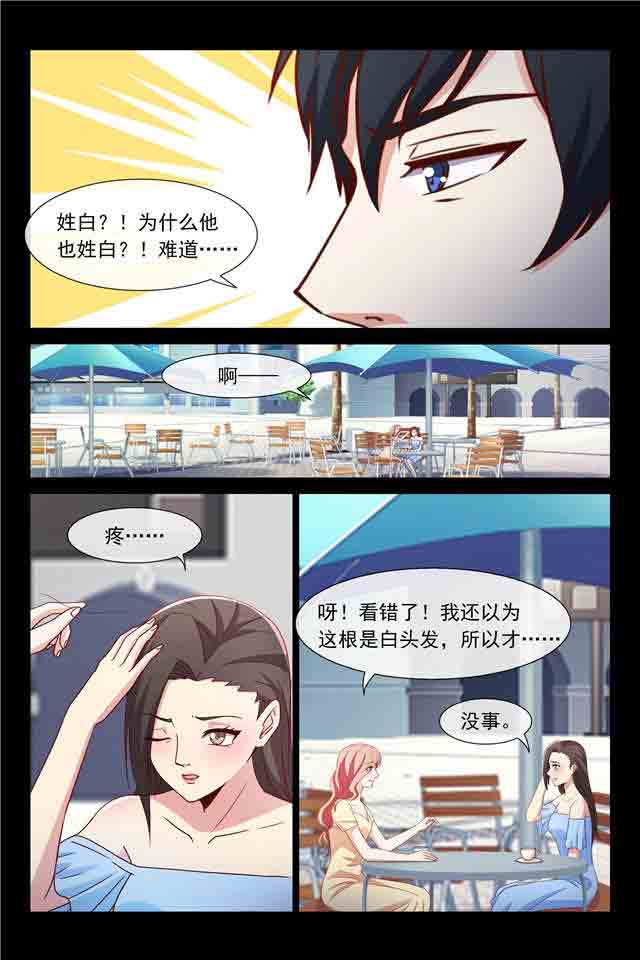 姓白?!为什么他
也姓白?!难道……
啊——
疼……
呀!看错了!我还以为
这根是白头发,所以才……
没事。